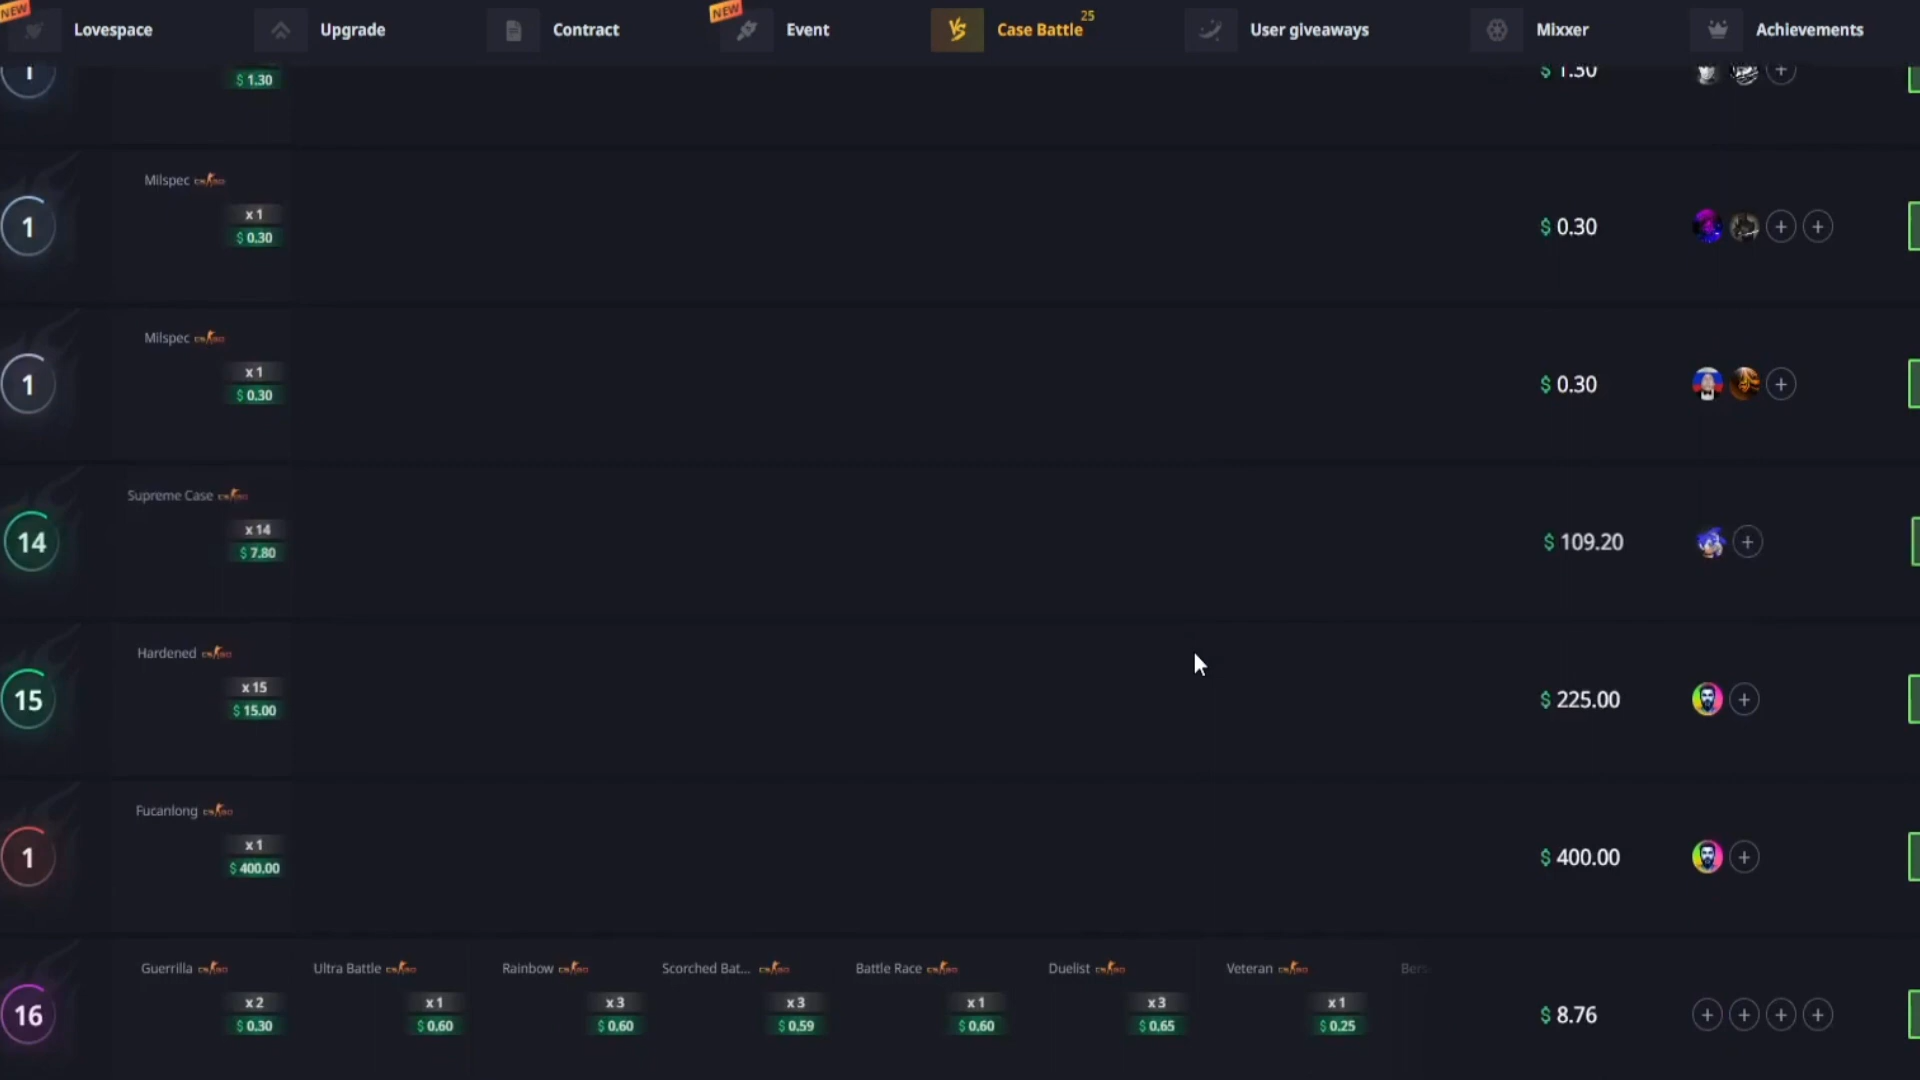 NEW
Lovespace
Upgrade
Contract
NEW
Event
VS
Case Battle 25
User giveaways
Mixxer
Achievements
1
$ 1.30
$ 1.30
Milspec
1
x 1
$ 0.30
$ 0.30
Milspec
1
x 1
$ 0.30
$ 0.30
Supreme Case
14
x 14
$ 7.80
$ 109.20
Hardened
15
x 15
$ 15.00
$ 225.00
Fucanlong
1
x 1
$ 400.00
$ 400.00
Guerrilla
Ultra Battle
Rainbow
Scorched Bat...
Battle Race
Duelist
Veteran
Bers
16
x 2
x 1
x 3
x 3
x 1
x 3
x 1
$ 0.30
$ 0.60
$ 0.60
$ 0.59
$ 0.60
$ 0.65
$ 0.25
$ 8.76